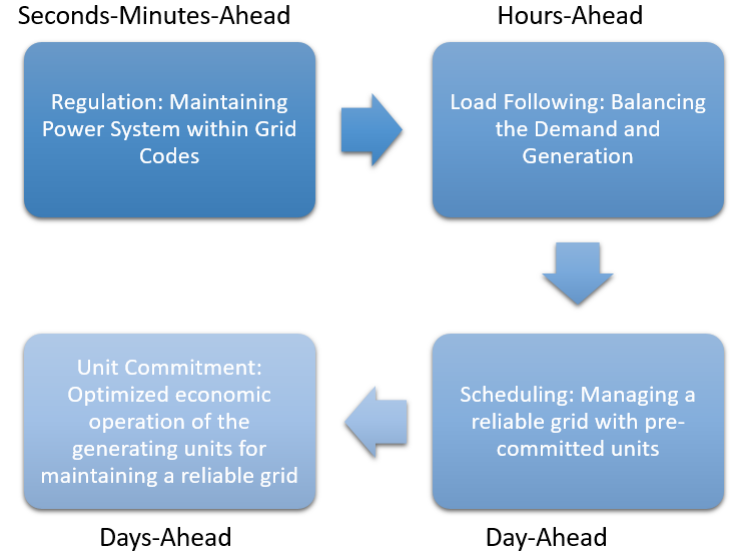 Seconds-Minutes-Ahead
Regulation: Maintaining
Power System within Grid
Codes
Hours-Ahead
Load Following: Balancing
the Demand and
Generation
Scheduling: Managing a
reliable grid with pre-
committed units
Day-Ahead
Unit Commitment:
Optimized economic
operation of the
generating units for
maintaining a reliable grid
Days-Ahead